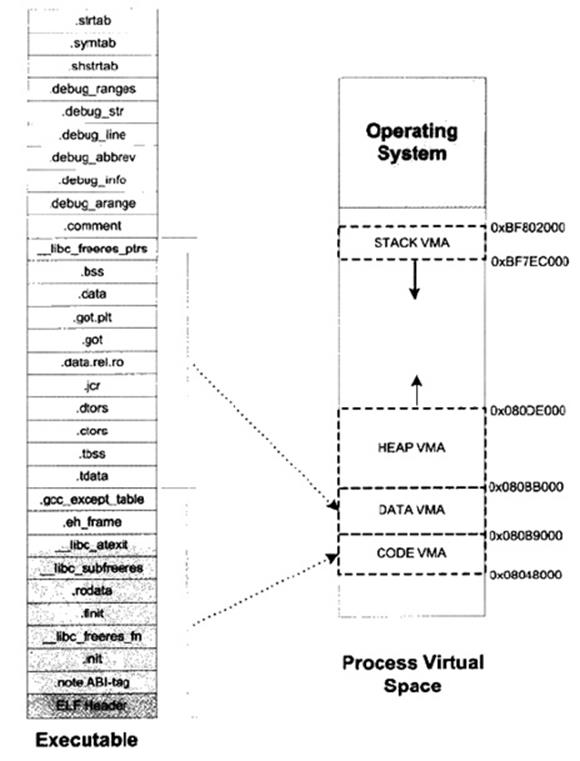 .strtab
.symtab
.shstrtab
.debug_ranges
.debug_str
.debug_line
.debug_abbrev
.debug_info
.debug_arange
.comment
__libc_freeres_ptrs
.bss
.data
.got.plt
.got
.data.rel.ro
.jcr
.dtors
.ctors
.tbss
.tdata
.gcc_except_table
.eh_frame
__libc_atexit
__libc_subfreeres
.rodata
.finit
__libc_freeres_fn
.init
.note.ABI-tag
ELF Header
Executable
Operating
System
0xBF802000
STACK VMA
0xBF7EC000
0x080DE000
HEAP VMA
0x080BB000
DATA VMA
0x080B9000
CODE VMA
0x08048000
Process Virtual
Space